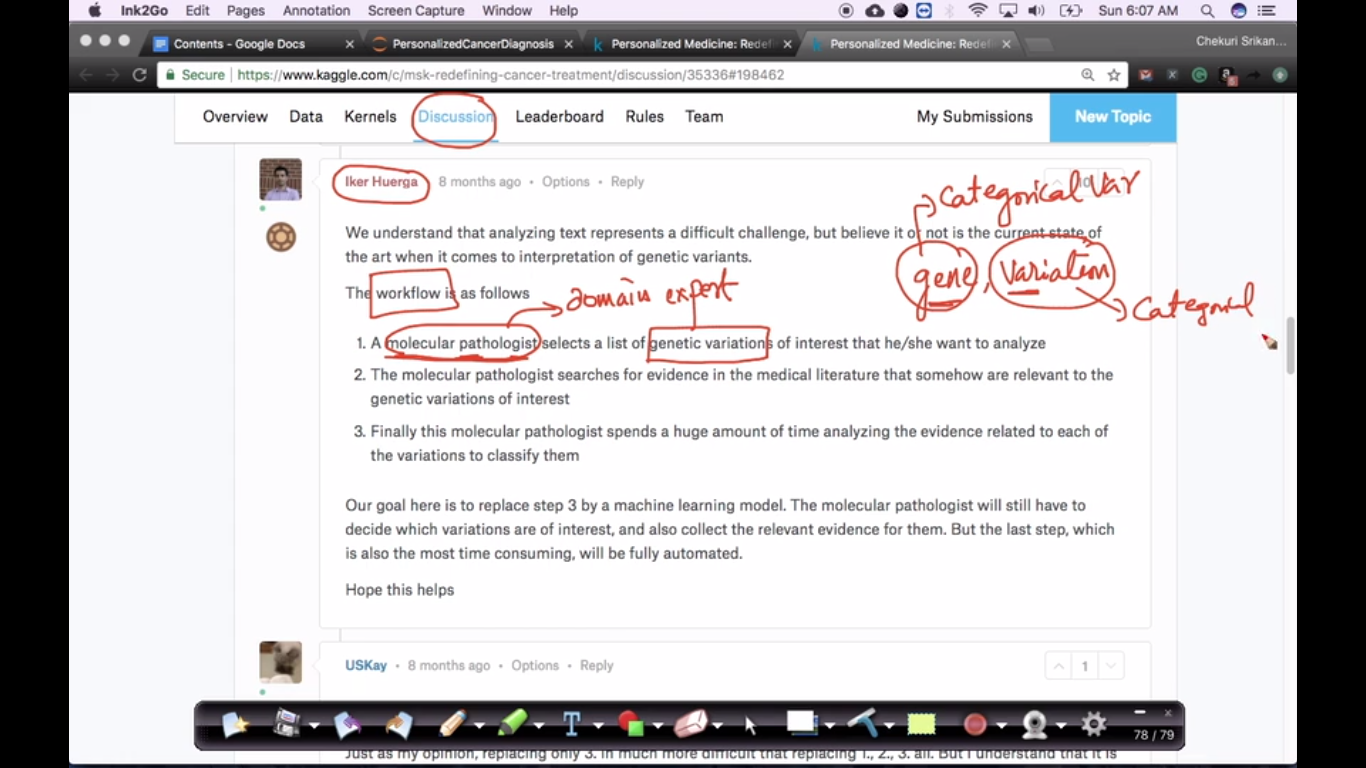 Ink2Go Edit Pages Annotation Screen Capture Window Help Sun 6:07 AM
Contents - Google Docs PersonalizedCancerDiagnosis Personalized Medicine: Redefi Personalized Medicine: Redefi Chekuri Srikan...
Secure https://www.kaggle.com/c/msk-redefining-cancer-treatment/discussion/35336#198462
Overview Data Kernels Discussion Leaderboard Rules Team My Submissions New Topic
Iker Huerga 8 months ago • Options • Reply 10
Categorical Var
We understand that analyzing text represents a difficult challenge, but believe it or not is the current state of
the art when it comes to interpretation of genetic variants.
gene, variation
The workflow is as follows
domain expert
Categorical
1. A molecular pathologist selects a list of genetic variations of interest that he/she want to analyze
2. The molecular pathologist searches for evidence in the medical literature that somehow are relevant to the
genetic variations of interest
3. Finally this molecular pathologist spends a huge amount of time analyzing the evidence related to each of
the variations to classify them
Our goal here is to replace step 3 by a machine learning model. The molecular pathologist will still have to
decide which variations are of interest, and also collect the relevant evidence for them. But the last step, which
is also the most time consuming, will be fully automated.
Hope this helps
USKay • 8 months ago • Options • Reply 1
78 / 79
Just as my opinion, replacing only 3. in much more difficult that replacing 1., 2., 3. all. But I understand that it is